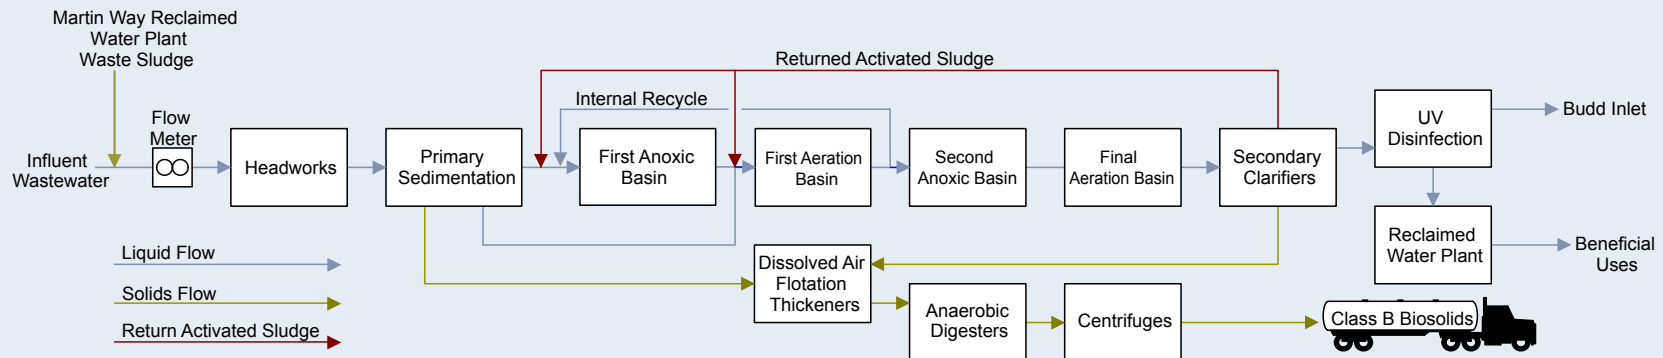 Martin Way Reclaimed
Water Plant
Waste Sludge
Returned Activated Sludge
Internal Recycle
Flow
Meter
Influent
Wastewater
Headworks
Primary
Sedimentation
First Anoxic
Basin
First Aeration
Basin
Second
Anoxic Basin
Final
Aeration Basin
Secondary
Clarifiers
UV
Disinfection
Budd Inlet
Reclaimed
Water Plant
Beneficial
Uses
Liquid Flow
Solids Flow
Return Activated Sludge
Dissolved Air
Flotation
Thickeners
Anaerobic
Digesters
Centrifuges
Class B Biosolids